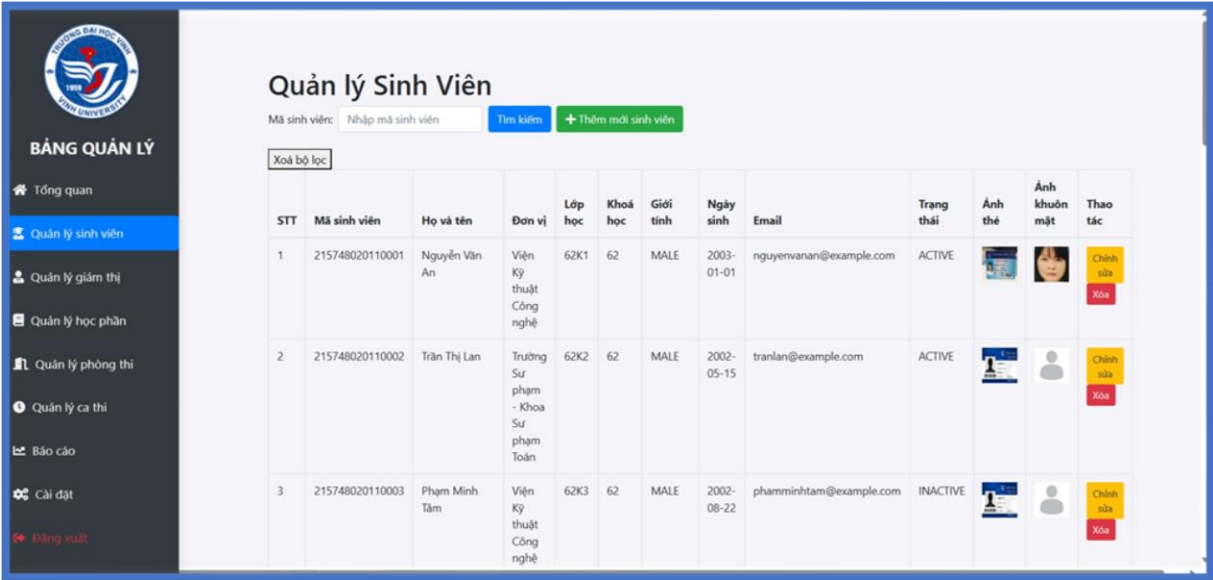 TRƯỜNG ĐẠI HỌC VINH
1959
VINH UNIVERSITY
BẢNG QUẢN LÝ
Tổng quan
Quản lý sinh viên
Quản lý giám thị
Quản lý học phần
Quản lý phòng thi
Quản lý ca thi
Báo cáo
Cài đặt
Đăng xuất
Quản lý Sinh Viên
Mã sinh viên: Nhập mã sinh viên Tìm kiếm + Thêm mới sinh viên
Xoá bộ lọc
STT Mã sinh viên Họ và tên Đơn vị Lớp học Khoá học Giới tính Ngày sinh Email Trạng thái Ảnh thẻ Ảnh khuôn mặt Thao tác
1 215748020110001 Nguyễn Văn An Viện Kỹ thuật Công nghệ 62K1 62 MALE 2003-01-01 nguyenvanan@example.com ACTIVE Chỉnh sửa Xóa
2 215748020110002 Trần Thị Lan Trường Sư phạm - Khoa Sư phạm Toán 62K2 62 MALE 2002-05-15 tranlan@example.com ACTIVE Chỉnh sửa Xóa
3 215748020110003 Phạm Minh Tâm Viện Kỹ thuật Công nghệ 62K3 62 MALE 2002-08-22 phamminhtam@example.com INACTIVE Chỉnh sửa Xóa